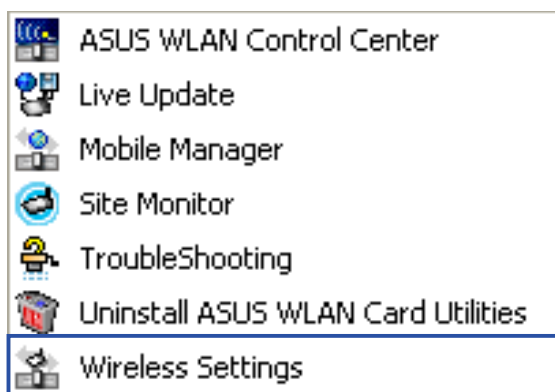 ASUS WLAN Control Center
Live Update
Mobile Manager
Site Monitor
TroubleShooting
Uninstall ASUS WLAN Card Utilities
Wireless Settings